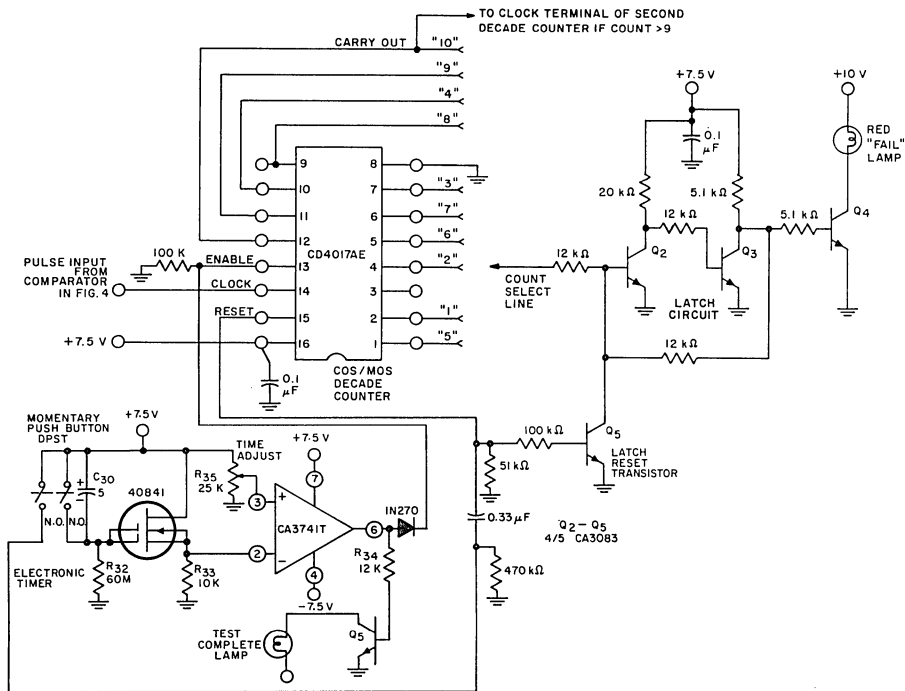 TO CLOCK TERMINAL OF SECOND
DECADE COUNTER IF COUNT >9
CARRY OUT
"10"
"9"
"4"
"8"
9
10
11
12
13
14
15
16
8
7
6
5
4
3
2
1
CD4017AE
"3"
"7"
"6"
"2"
"1"
"5"
100 K
ENABLE
PULSE INPUT
FROM
COMPARATOR
IN FIG. 4
CLOCK
RESET
+7.5 V
0.1
μF
COS/MOS
DECADE
COUNTER
+7.5 V
0.1
μF
20 kΩ
5.1 kΩ
+10 V
RED
"FAIL"
LAMP
12 kΩ
12 kΩ
Q2
Q3
5.1 kΩ
Q4
COUNT
SELECT
LINE
LATCH
CIRCUIT
12 kΩ
100 kΩ
Q5
LATCH
RESET
TRANSISTOR
51 kΩ
0.33 μF
470 kΩ
Q2 – Q5
4/5 CA3083
MOMENTARY
PUSH BUTTON
DPST
+7.5 V
C30
5
+
−
N.O.
N.O.
40841
TIME
ADJUST
R35
25 K
+7.5 V
7
3
+
CA3741T
2
−
4
−7.5 V
6
IN270
R34
12 K
ELECTRONIC
TIMER
R32
60M
R33
10K
TEST
COMPLETE
LAMP
Q5